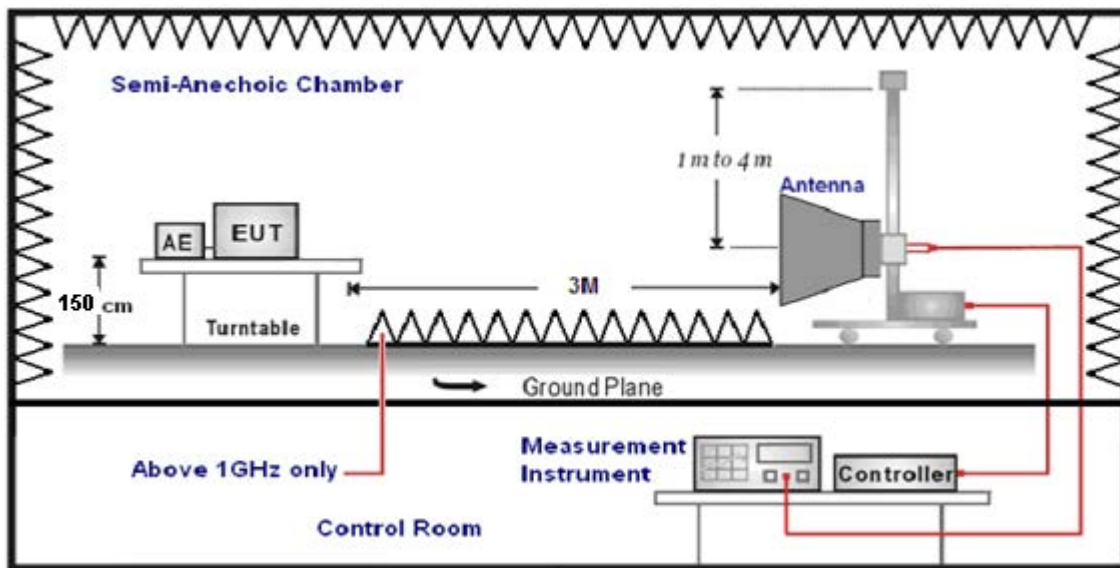 Semi-Anechoic Chamber
1 m to 4 m
Antenna
AE
EUT
150 cm
3M
Turntable
Ground Plane
Above 1GHz only
Measurement
Instrument
Controller
Control Room